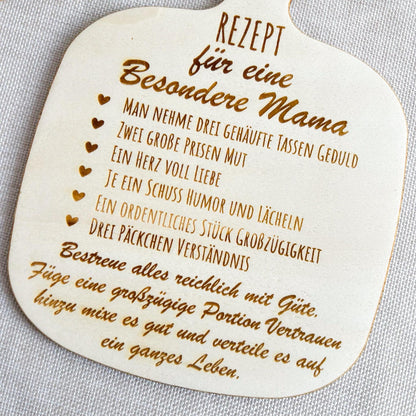 REZEPT
für eine
Besondere Mama
MAN NEHME DREI GEHÄUFTE TASSEN GEDULD
ZWEI GROßE PRISEN MUT
EIN HERZ VOLL LIEBE
JE EIN SCHUSS HUMOR UND LÄCHELN
EIN ORDENTLICHES STÜCK GROßZÜGIGKEIT
DREI PÄCKCHEN VERSTÄNDNIS
Bestreue alles reichlich mit Güte.
Füge eine großzügige Portion Vertrauen
hinzu mixe es gut und verteile es auf
ein ganzes Leben.